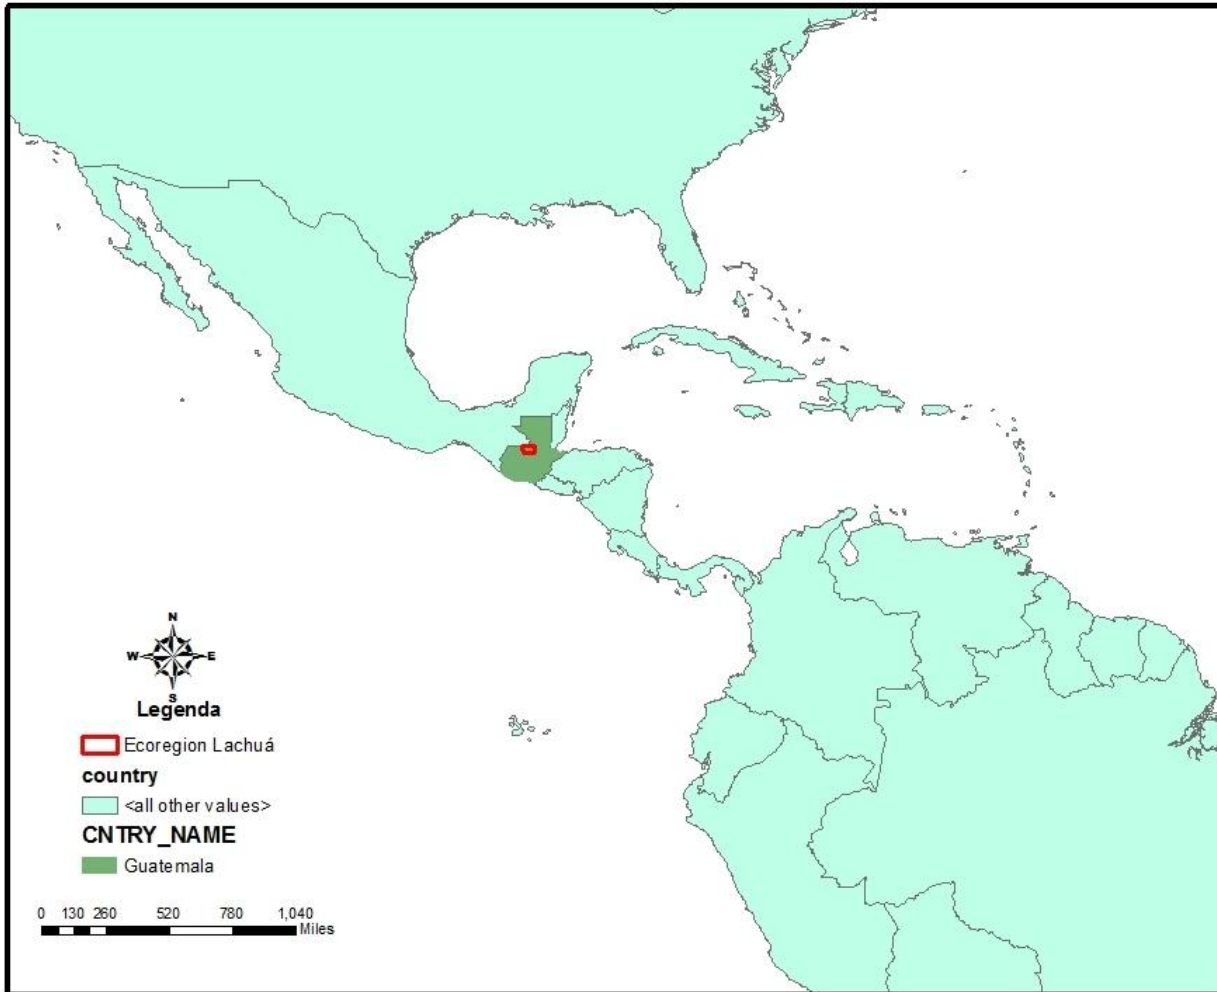 N
W E
S
Legenda
Ecoregion Lachuá
country
<all other values>
CNTRY_NAME
Guatemala
0 130 260 520 780 1,040
Miles